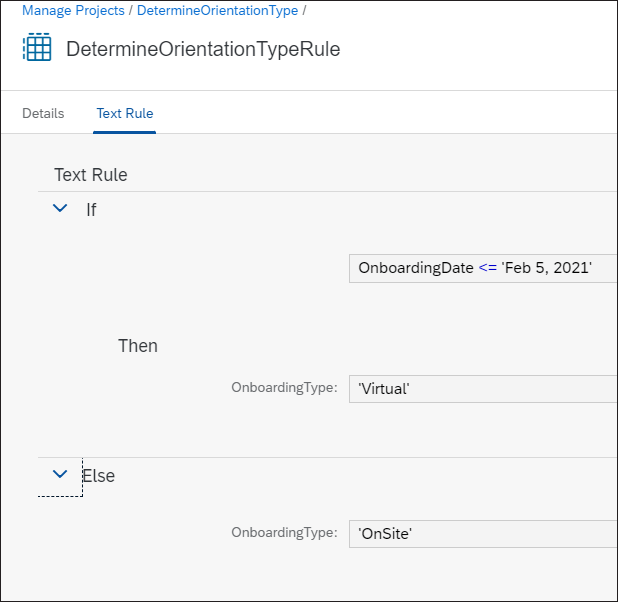 Manage Projects / DetermineOrientationType /
DetermineOrientationTypeRule
Details Text Rule
Text Rule
If
OnboardingDate <= 'Feb 5, 2021'
Then
OnboardingType: 'Virtual'
Else
OnboardingType: 'OnSite'